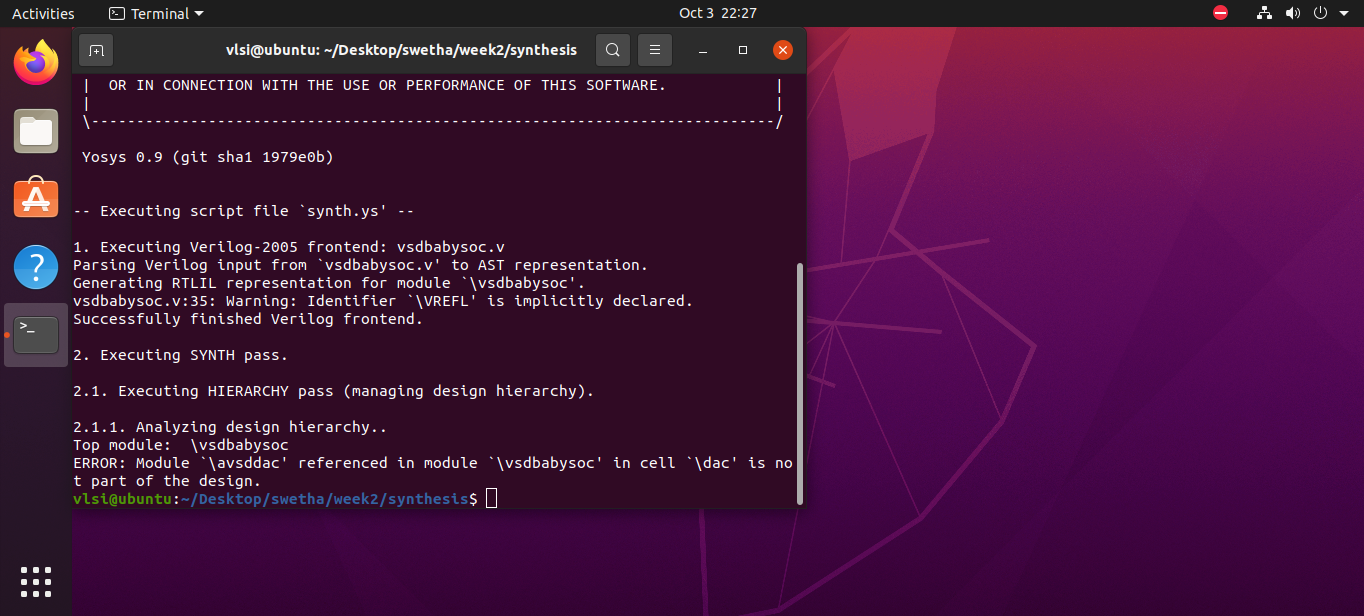 Activities Terminal Oct 3 22:27
vlsi@ubuntu: ~/Desktop/swetha/week2/synthesis
|  OR IN CONNECTION WITH THE USE OR PERFORMANCE OF THIS SOFTWARE.            |
|                                                                            |
\----------------------------------------------------------------------------/
Yosys 0.9 (git sha1 1979e0b)
-- Executing script file `synth.ys' --
1. Executing Verilog-2005 frontend: vsdbabysoc.v
Parsing Verilog input from `vsdbabysoc.v' to AST representation.
Generating RTLIL representation for module `\vsdbabysoc'.
vsdbabysoc.v:35: Warning: Identifier `\VREFL' is implicitly declared.
Successfully finished Verilog frontend.
2. Executing SYNTH pass.
2.1. Executing HIERARCHY pass (managing design hierarchy).
2.1.1. Analyzing design hierarchy..
Top module:  \vsdbabysoc
ERROR: Module `\avsddac' referenced in module `\vsdbabysoc' in cell `\dac' is no
t part of the design.
vlsi@ubuntu:~/Desktop/swetha/week2/synthesis$